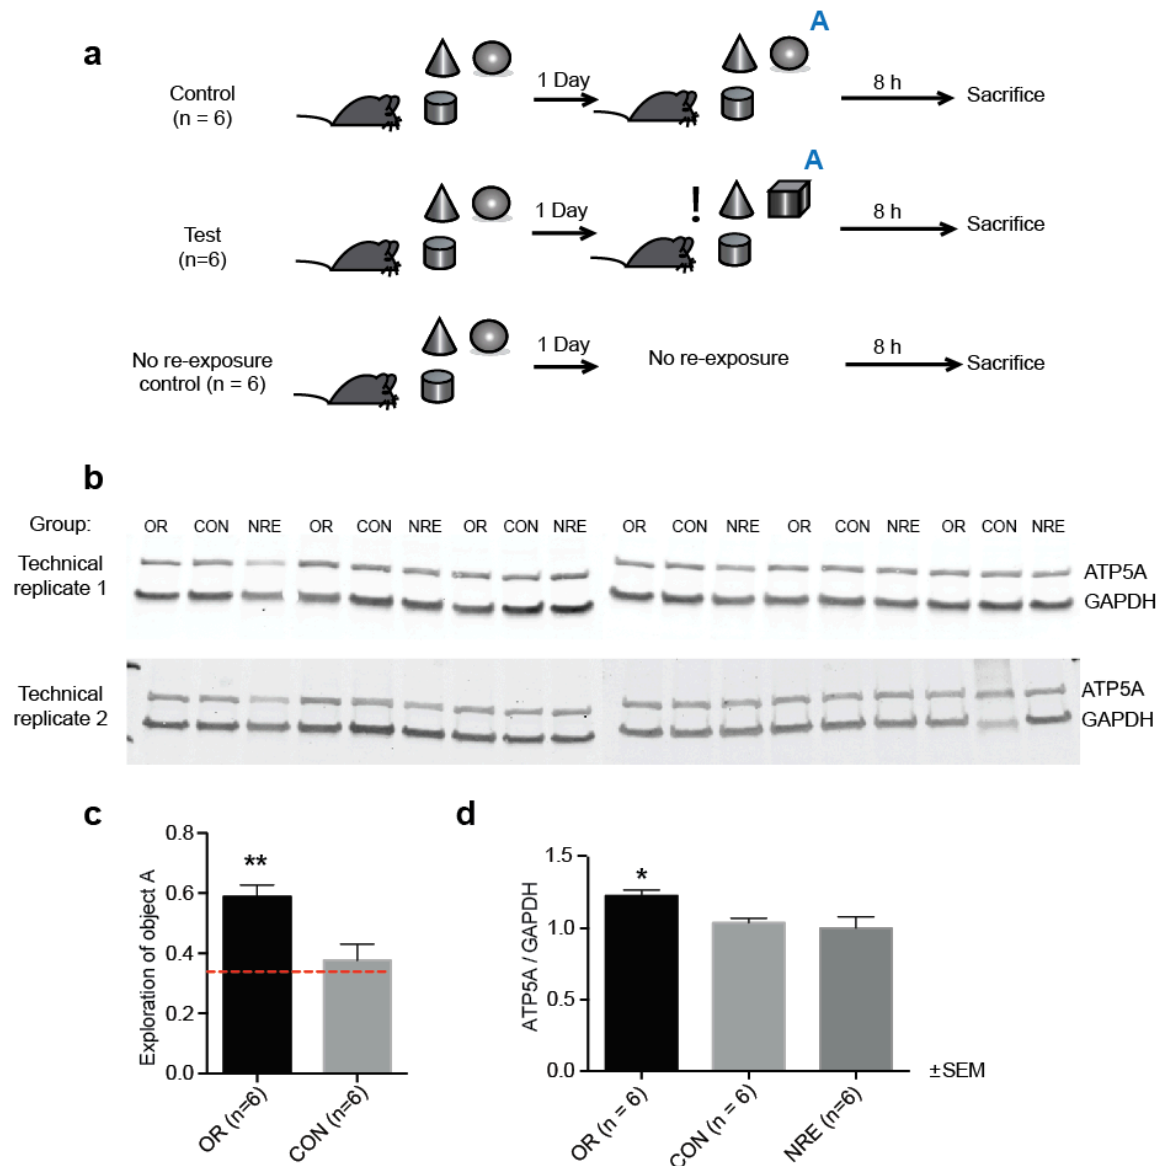 a
A
Control
(n = 6)
1 Day
8 h
Sacrifice
A
Test
(n=6)
!
1 Day
8 h
Sacrifice
No re-exposure
control (n = 6)
1 Day
No re-exposure
8 h
Sacrifice
b
Group:
OR CON NRE OR CON NRE OR CON NRE OR CON NRE OR CON NRE OR CON NRE
Technical
replicate 1
ATP5A
GAPDH
Technical
replicate 2
ATP5A
GAPDH
c
Exploration of object A
0.8
0.6
0.4
0.2
0.0
**
OR (n=6)
CON (n=6)
d
ATP5A / GAPDH
1.5
1.0
0.5
0.0
*
OR (n = 6)
CON (n = 6)
NRE (n=6)
±SEM